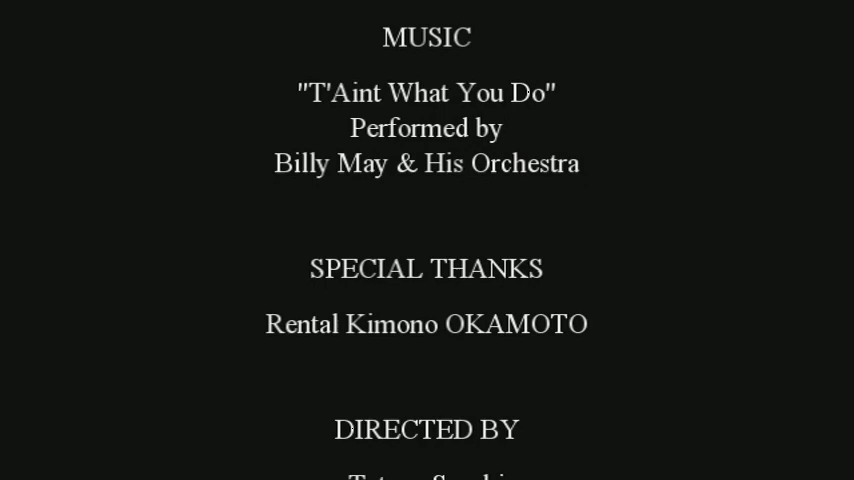 MUSIC
"T'Aint What You Do"
Performed by
Billy May & His Orchestra
SPECIAL THANKS
Rental Kimono OKAMOTO
DIRECTED BY